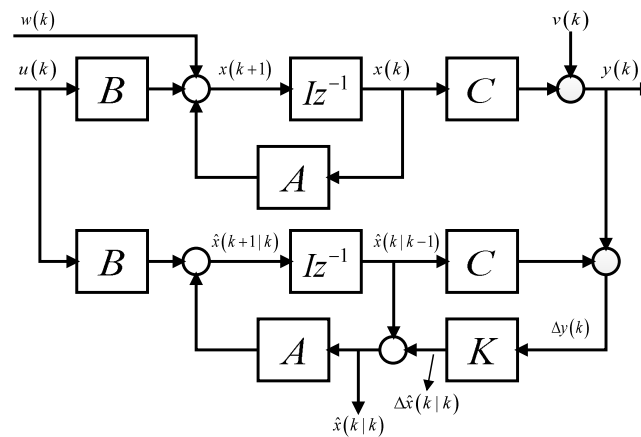 w(k)
v(k)
u(k)
B
x(k+1)
Iz⁻¹
x(k)
C
y(k)
A
B
x̂(k+1|k)
Iz⁻¹
x̂(k|k−1)
C
A
K
Δy(k)
Δx̂(k|k)
x̂(k|k)